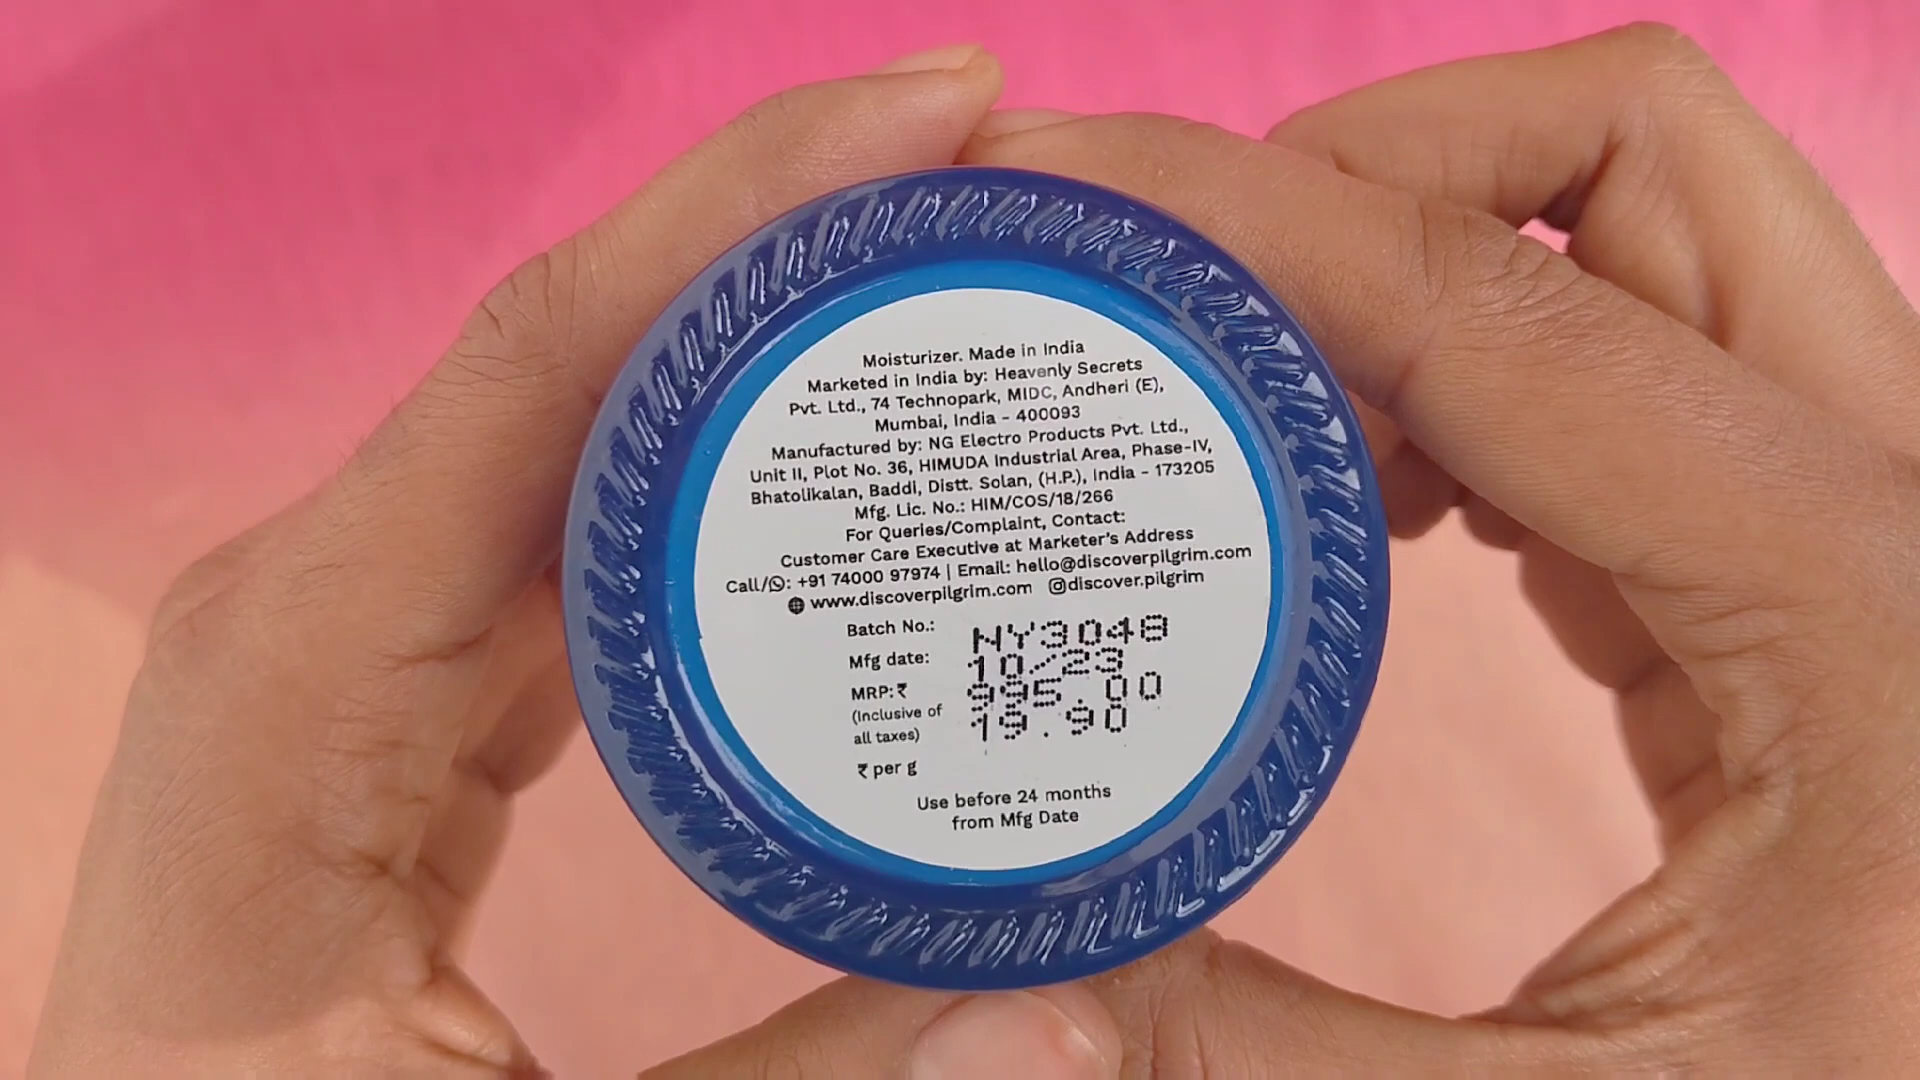 Moisturizer. Made in India
Marketed in India by: Heavenly Secrets
Pvt. Ltd., 74 Technopark, MIDC, Andheri (E),
Mumbai, India - 400093
Manufactured by: NG Electro Products Pvt. Ltd.,
Unit II, Plot No. 36, HIMUDA Industrial Area, Phase-IV,
Bhatolikalan, Baddi, Distt. Solan, (H.P.), India - 173205
Mfg. Lic. No.: HIM/COS/18/266
For Queries/Complaint, Contact:
Customer Care Executive at Marketer's Address
Call/: +91 74000 97974 | Email: hello@discoverpilgrim.com
www.discoverpilgrim.com discover.pilgrim
Batch No.: NY3048
Mfg date: 10/23
MRP:₹ 995.00
(Inclusive of 19.90
all taxes)
₹ per g
Use before 24 months
from Mfg Date